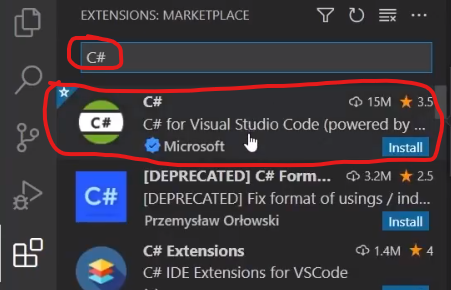 EXTENSIONS: MARKETPLACE
C#
C# 15M 3.5
C# for Visual Studio Code (powered by ...
Microsoft Install
C#
[DEPRECATED] C# Form... 3.2M 2.5
[DEPRECATED] Fix format of usings / ind...
Przemysław Orłowski Install
C#
C# Extensions 1.4M 4
C# IDE Extensions for VSCode